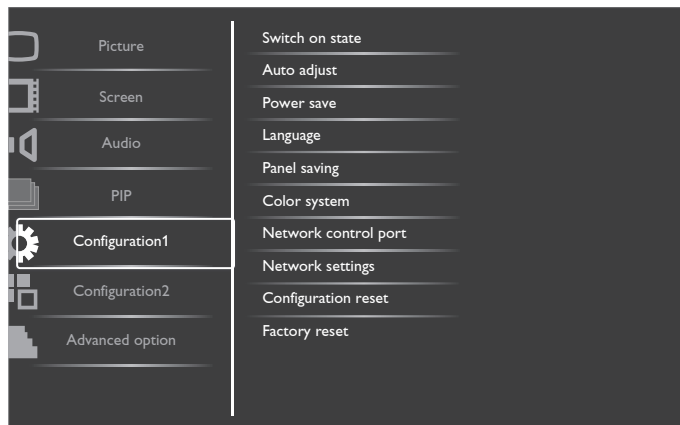 Picture
Screen
Audio
PIP
Configuration1
Configuration2
Advanced option
Switch on state
Auto adjust
Power save
Language
Panel saving
Color system
Network control port
Network settings
Configuration reset
Factory reset